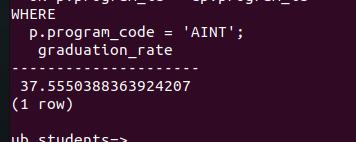 WHERE
p.program_code = 'AINT';
graduation_rate
---------------------
37.5550388363924207
(1 row)
ub_students=>